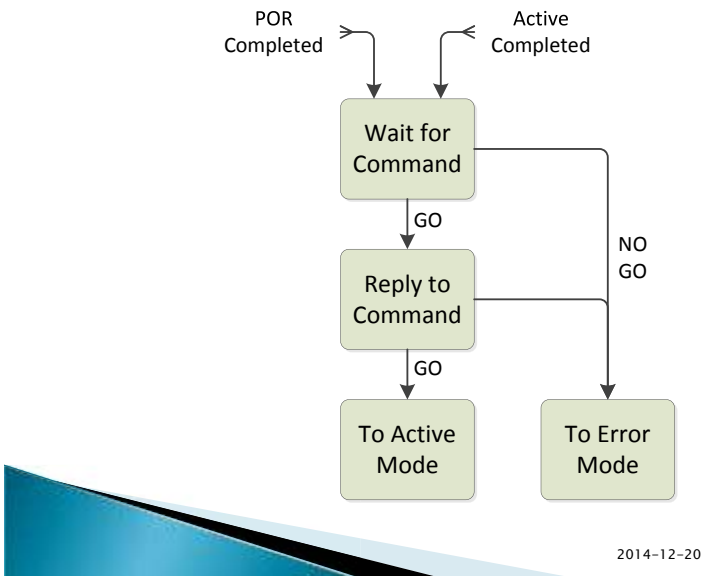 POR
Completed
Active
Completed
Wait for
Command
GO
NO
GO
Reply to
Command
GO
To Active
Mode
To Error
Mode
2014-12-20